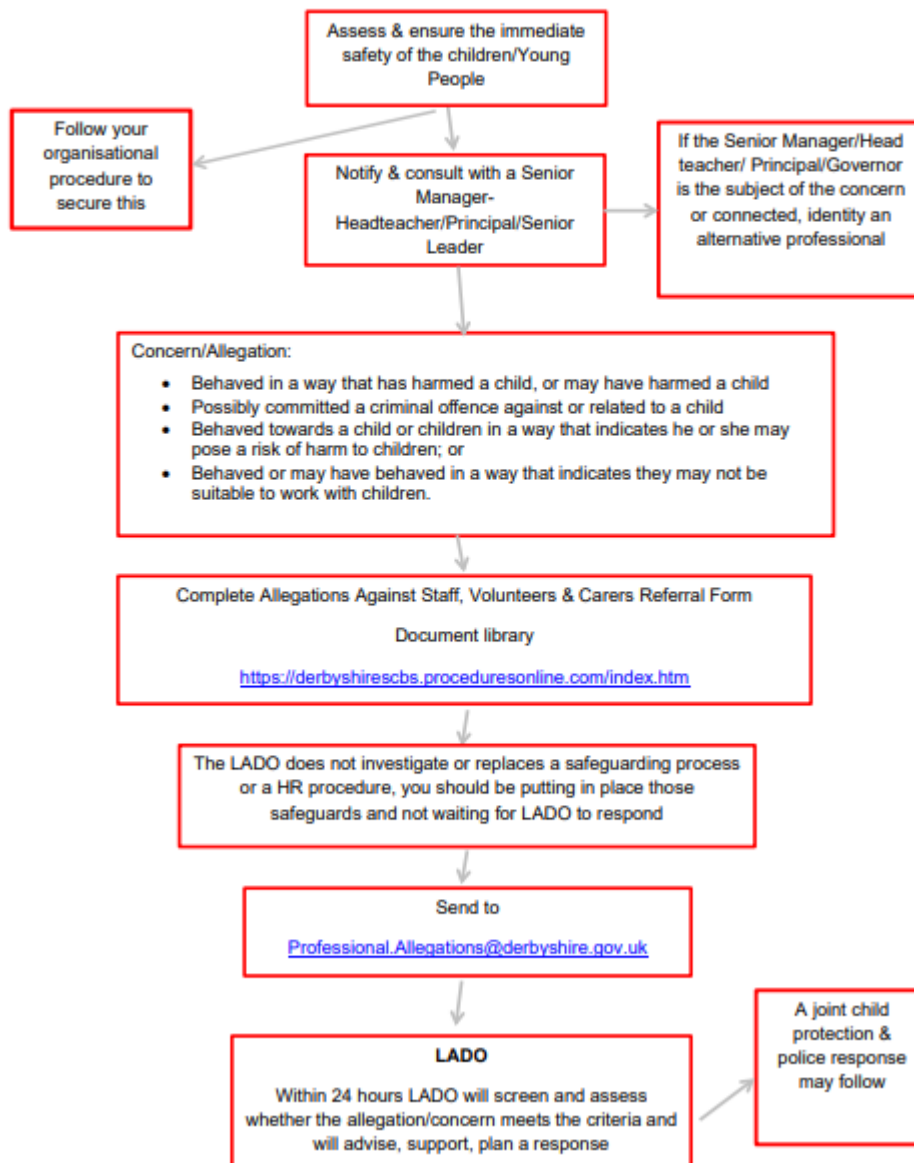 Assess & ensure the immediate
safety of the children/Young
People
Follow your
organisational
procedure to
secure this
Notify & consult with a Senior
Manager-
Headteacher/Principal/Senior
Leader
If the Senior Manager/Head
teacher/ Principal/Governor
is the subject of the concern
or connected, identity an
alternative professional
Concern/Allegation:
• Behaved in a way that has harmed a child, or may have harmed a child
• Possibly committed a criminal offence against or related to a child
• Behaved towards a child or children in a way that indicates he or she may
pose a risk of harm to children; or
• Behaved or may have behaved in a way that indicates they may not be
suitable to work with children.
Complete Allegations Against Staff, Volunteers & Carers Referral Form
Document library
https://derbyshirescbs.proceduresonline.com/index.htm
The LADO does not investigate or replaces a safeguarding process
or a HR procedure, you should be putting in place those
safeguards and not waiting for LADO to respond
Send to
Professional.Allegations@derbyshire.gov.uk
LADO
Within 24 hours LADO will screen and assess
whether the allegation/concern meets the criteria and
will advise, support, plan a response
A joint child
protection &
police response
may follow